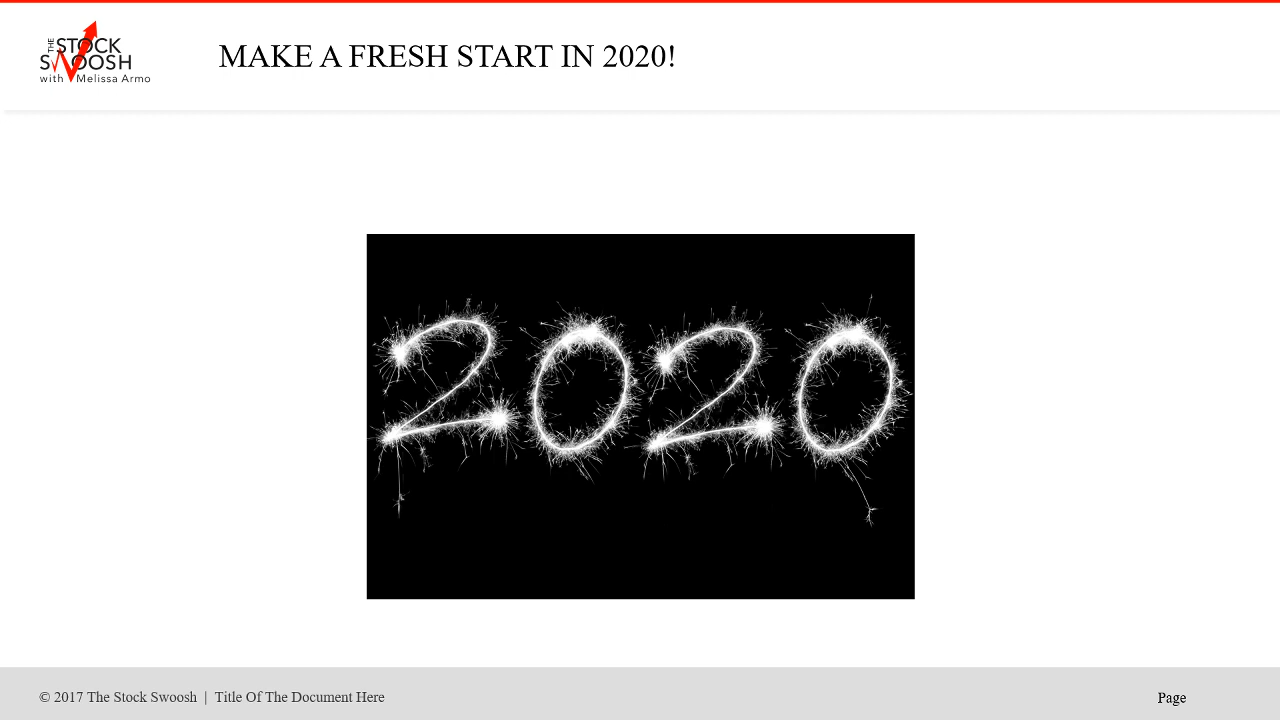 THE STOCK
SWOOSH
with Melissa Armo
MAKE A FRESH START IN 2020!
2020
© 2017 The Stock Swoosh | Title Of The Document Here
Page